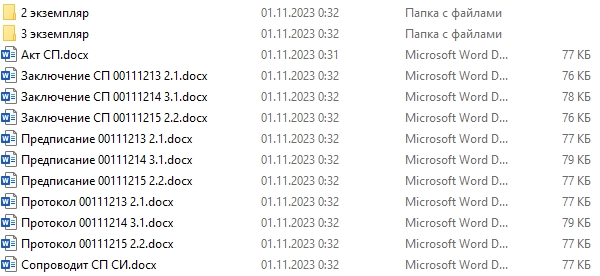 2 экземпляр 01.11.2023 0:32 Папка с файлами
3 экземпляр 01.11.2023 0:32 Папка с файлами
Акт СП.docx 01.11.2023 0:31 Microsoft Word D... 77 КБ
Заключение СП 00111213 2.1.docx 01.11.2023 0:32 Microsoft Word D... 76 КБ
Заключение СП 00111214 3.1.docx 01.11.2023 0:32 Microsoft Word D... 78 КБ
Заключение СП 00111215 2.2.docx 01.11.2023 0:32 Microsoft Word D... 76 КБ
Предписание 00111213 2.1.docx 01.11.2023 0:32 Microsoft Word D... 77 КБ
Предписание 00111214 3.1.docx 01.11.2023 0:32 Microsoft Word D... 79 КБ
Предписание 00111215 2.2.docx 01.11.2023 0:32 Microsoft Word D... 77 КБ
Протокол 00111213 2.1.docx 01.11.2023 0:32 Microsoft Word D... 77 КБ
Протокол 00111214 3.1.docx 01.11.2023 0:32 Microsoft Word D... 79 КБ
Протокол 00111215 2.2.docx 01.11.2023 0:32 Microsoft Word D... 77 КБ
Сопроводит СП СИ.docx 01.11.2023 0:32 Microsoft Word D... 77 КБ